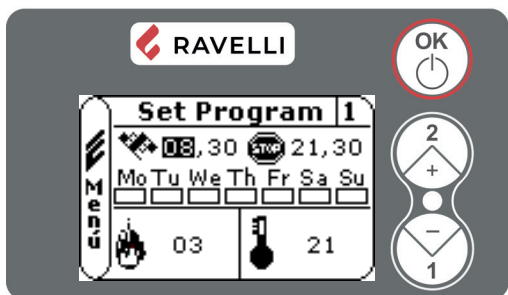 RAVELLI
OK
Set Program 1
08,30 STOP 21,30
Mo Tu We Th Fr Sa Su
Menú
03 21
2
+
−
1